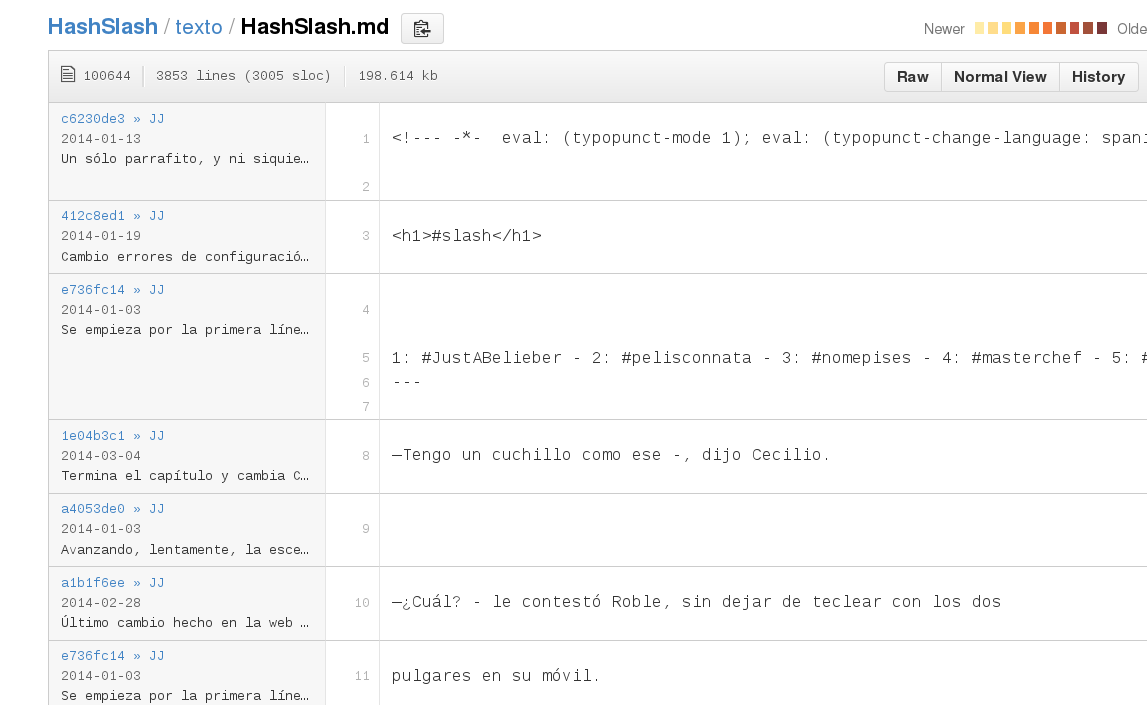 HashSlash / texto / HashSlash.md
Newer Olde
100644 3853 lines (3005 sloc) 198.614 kb
Raw Normal View History
c6230de3 » JJ
2014-01-13
Un sólo parrafito, y ni siquie…
1 <!--- -*-  eval: (typopunct-mode 1); eval: (typopunct-change-language: spani
2
412c8ed1 » JJ
2014-01-19
Cambio errores de configuració…
3 <h1>#slash</h1>
e736fc14 » JJ
2014-01-03
Se empieza por la primera líne…
4
5 1: #JustABelieber - 2: #pelisconnata - 3: #nomepises - 4: #masterchef - 5: #
6 ---
7
1e04b3c1 » JJ
2014-03-04
Termina el capítulo y cambia C…
8 —Tengo un cuchillo como ese -, dijo Cecilio.
a4053de0 » JJ
2014-01-03
Avanzando, lentamente, la esce…
9
a1b1f6ee » JJ
2014-02-28
Último cambio hecho en la web …
10 —¿Cuál? - le contestó Roble, sin dejar de teclear con los dos
e736fc14 » JJ
2014-01-03
Se empieza por la primera líne…
11 pulgares en su móvil.